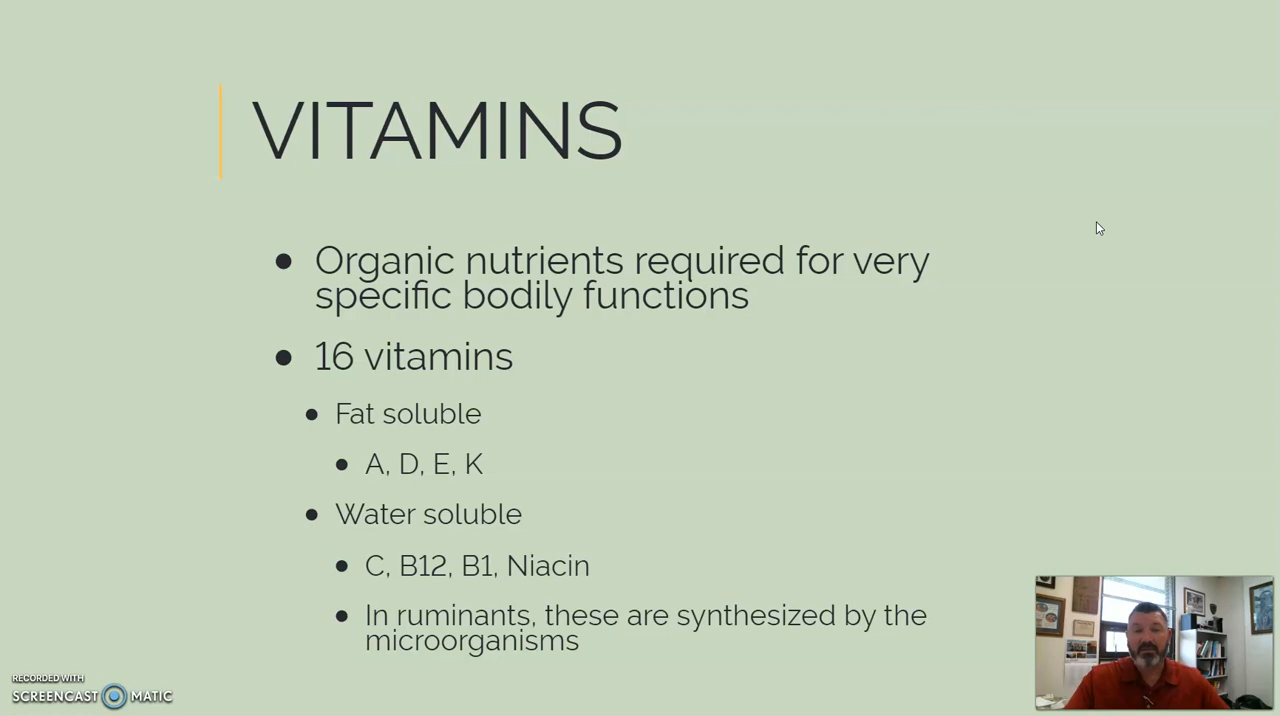 VITAMINS
Organic nutrients required for very
specific bodily functions
16 vitamins
Fat soluble
A, D, E, K
Water soluble
C, B12, B1, Niacin
In ruminants, these are synthesized by the
microorganisms
RECORDED WITH
SCREENCAST MATIC